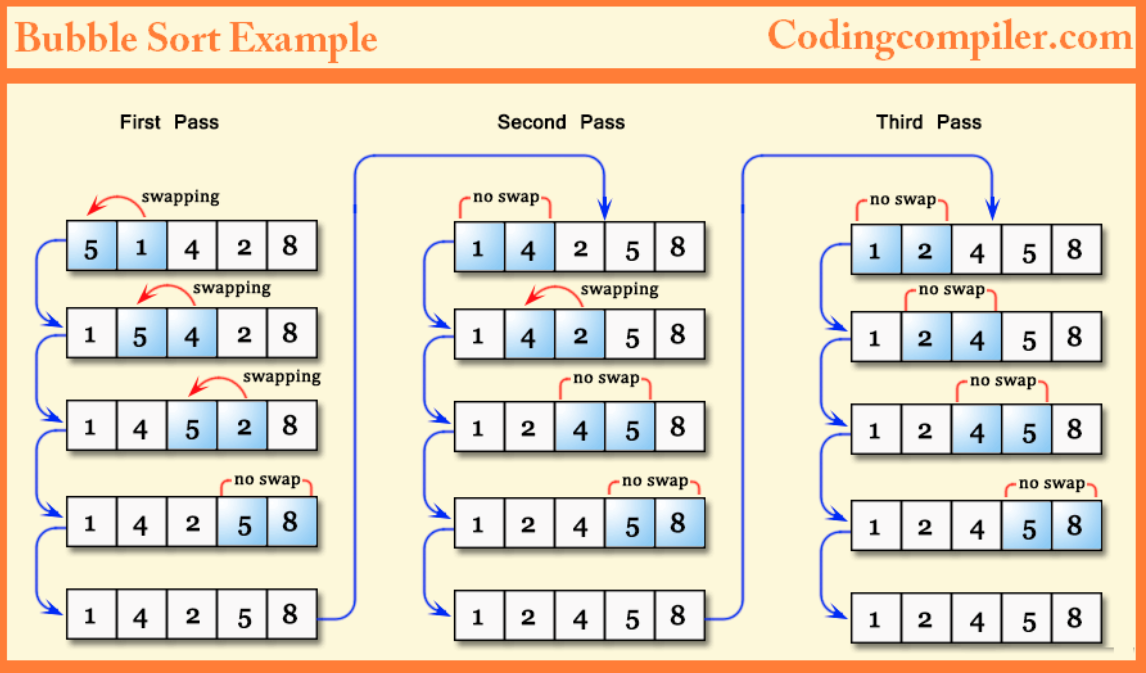 Bubble Sort Example
Codingcompiler.com
First Pass
swapping
5 1 4 2 8
swapping
1 5 4 2 8
swapping
1 4 5 2 8
no swap
1 4 2 5 8
1 4 2 5 8
Second Pass
no swap
1 4 2 5 8
swapping
1 4 2 5 8
no swap
1 2 4 5 8
no swap
1 2 4 5 8
1 2 4 5 8
Third Pass
no swap
1 2 4 5 8
no swap
1 2 4 5 8
no swap
1 2 4 5 8
no swap
1 2 4 5 8
1 2 4 5 8